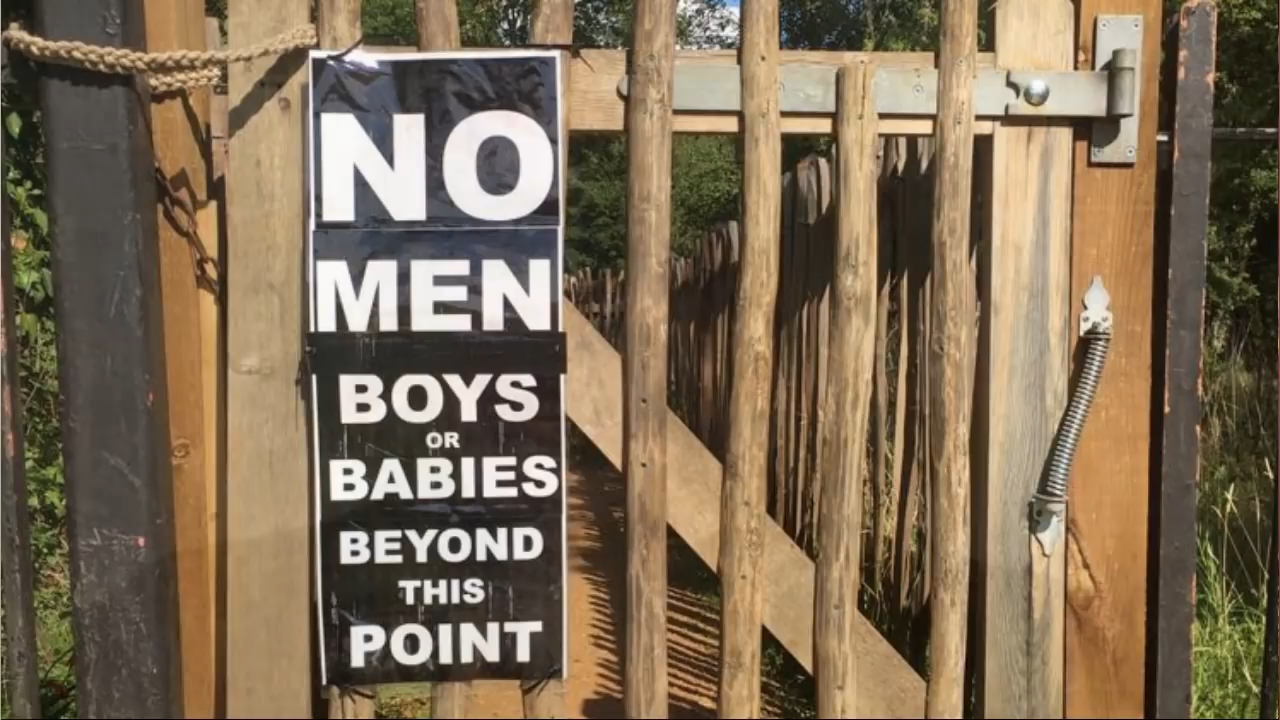 NO
MEN
BOYS
OR
BABIES
BEYOND
THIS
POINT